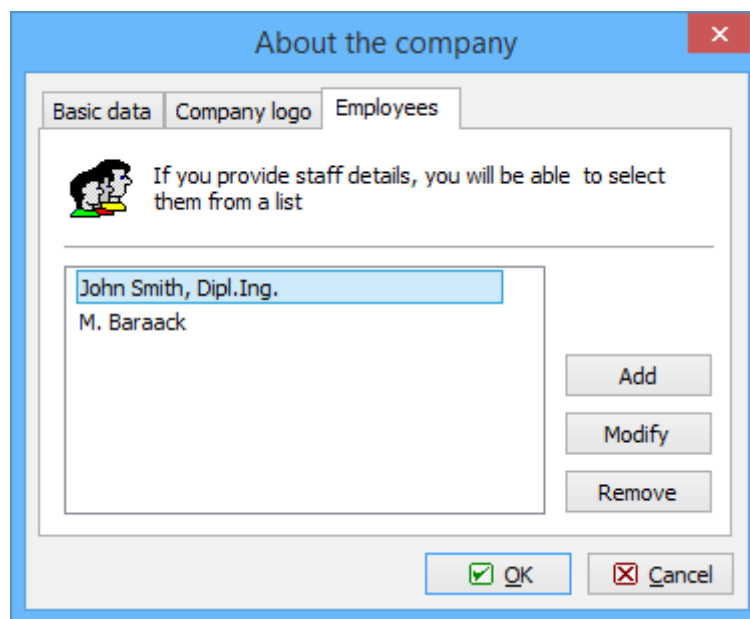 About the company
Basic data
Company logo
Employees
If you provide staff details, you will be able to select
them from a list
John Smith, Dipl.Ing.
M. Baraack
Add
Modify
Remove
OK
Cancel